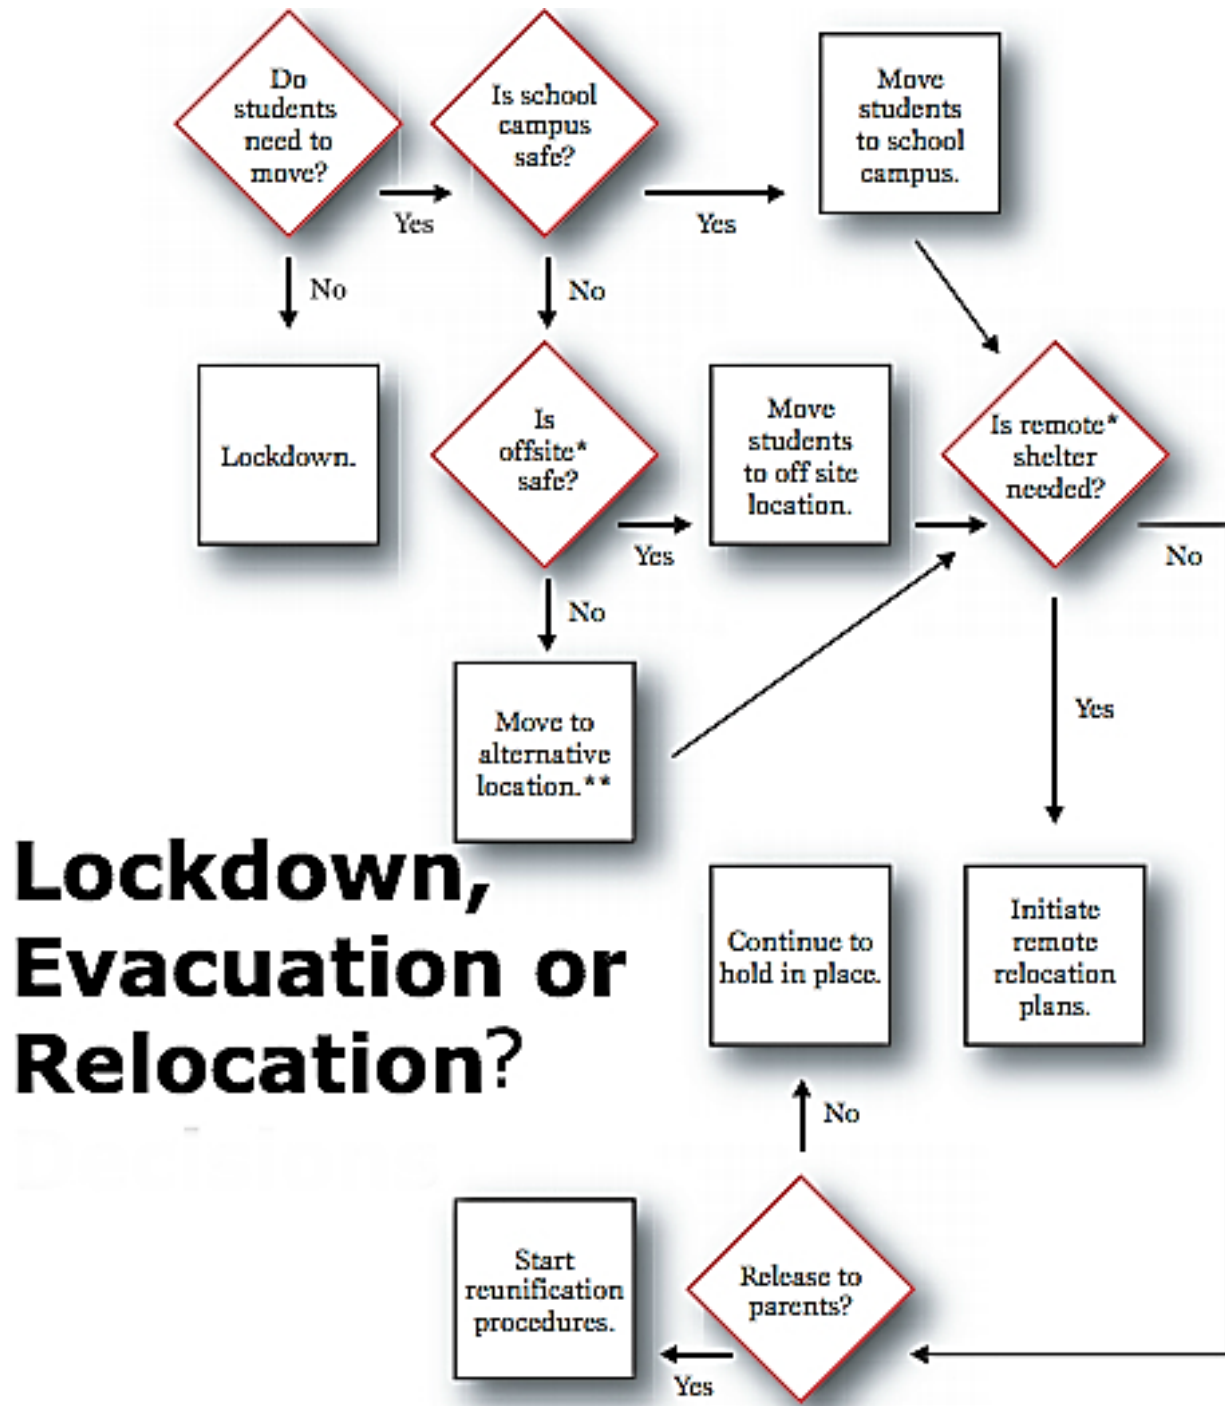 Do
students
need to
move?
Yes
Is school
campus
safe?
Yes
Move
students
to school
campus.
No
No
Lockdown.
Is
offsite*
safe?
Yes
Move
students
to off site
location.
Is remote*
shelter
needed?
No
No
Yes
Move to
alternative
location.**
Lockdown,
Evacuation or
Relocation?
Decisions
Continue to
hold in place.
Initiate
remote
relocation
plans.
No
Start
reunification
procedures.
Release to
parents?
Yes